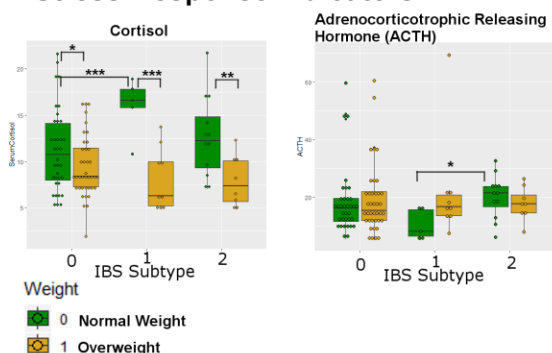 Cortisol
Adrenocorticotrophic Releasing
Hormone (ACTH)
*
***
***
**
SerumCortisol
20
15
10
5
0
1
2
IBS Subtype
*
ACTH
60
40
20
0
1
2
IBS Subtype
Weight
0 Normal Weight
1 Overweight